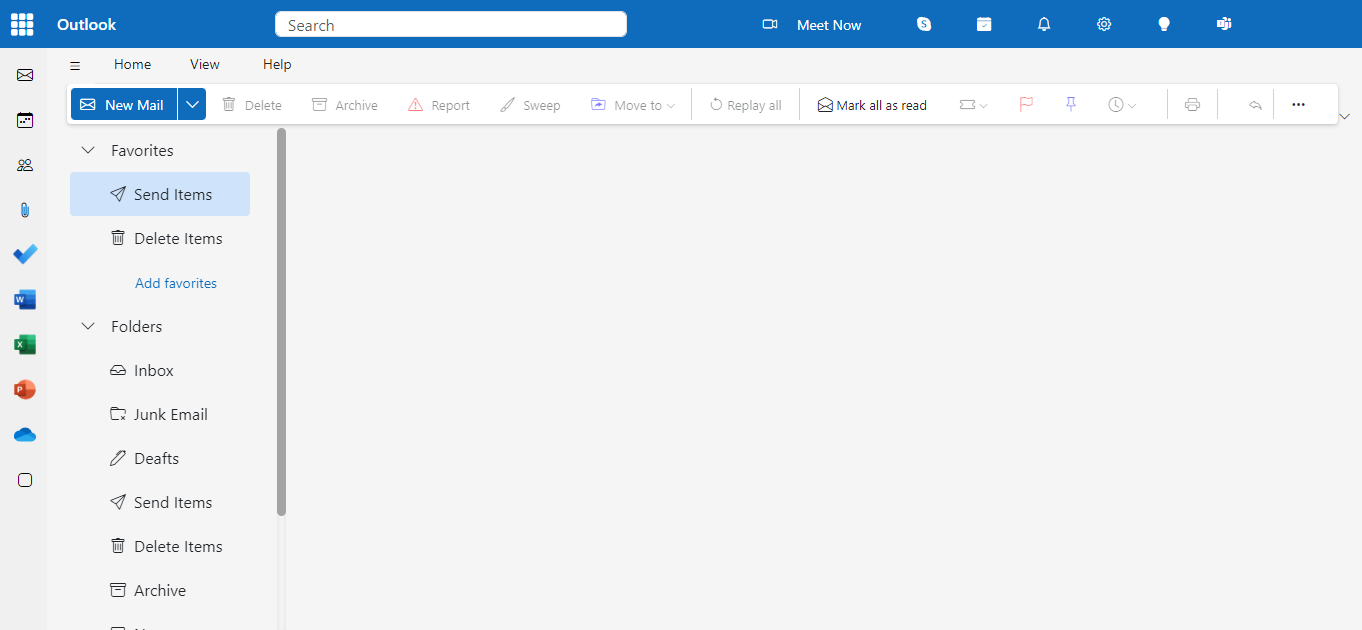 Outlook
Search
Meet Now
Home View Help
New Mail Delete Archive Report Sweep Move to Replay all Mark all as read
Favorites
Send Items
Delete Items
Add favorites
Folders
Inbox
Junk Email
Deafts
Send Items
Delete Items
Archive